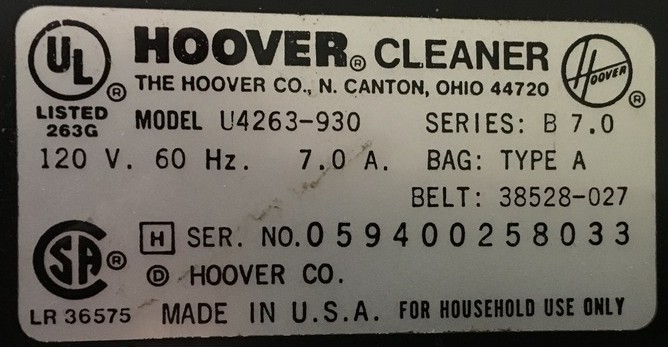 UL ® HOOVER® CLEANER HOOVER ®
THE HOOVER CO., N. CANTON, OHIO 44720
LISTED
263G
MODEL U4263-930 SERIES: B 7.0
120 V. 60 Hz. 7.0 A. BAG: TYPE A
BELT: 38528-027
SA ® H SER. NO. 059400258033
Ⓓ HOOVER CO.
LR 36575 MADE IN U.S.A. FOR HOUSEHOLD USE ONLY